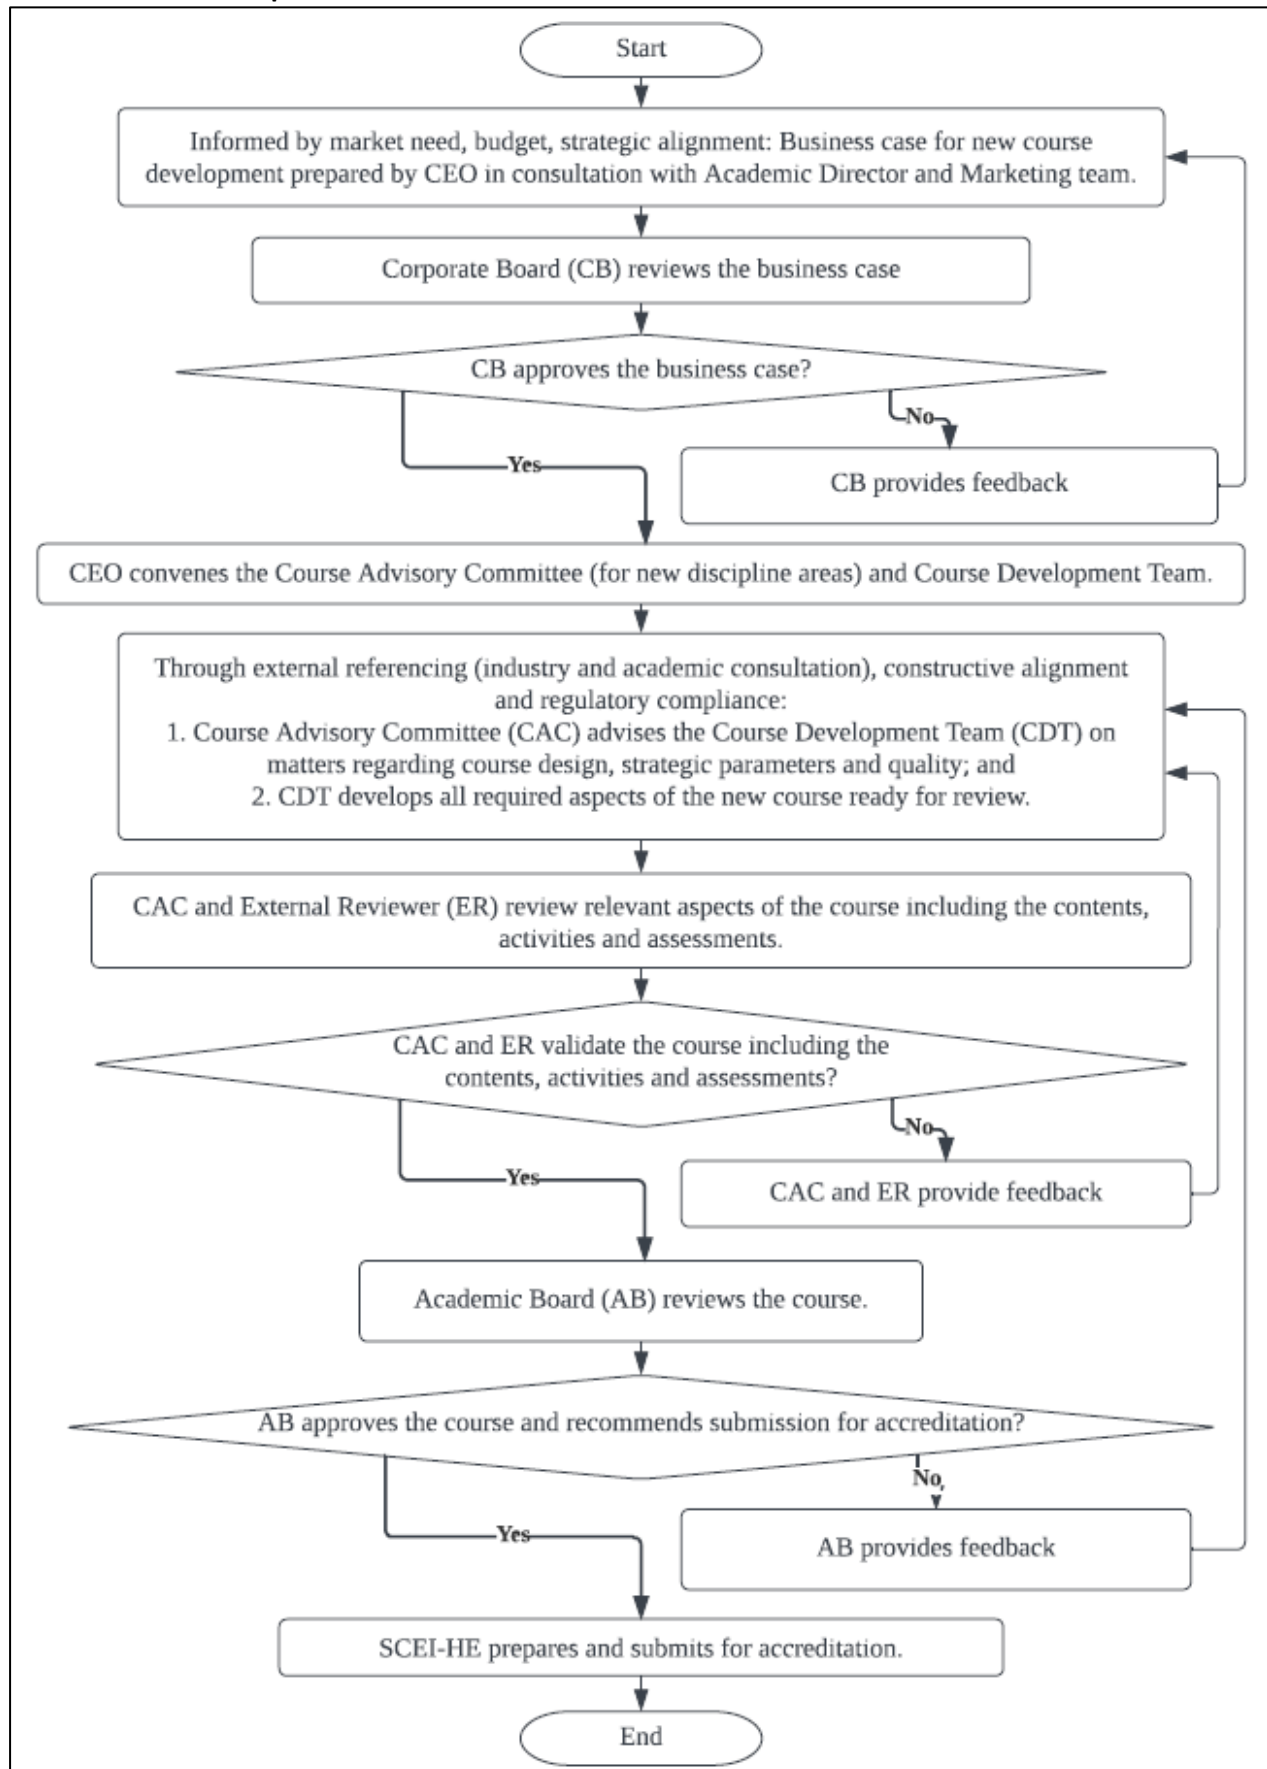 Start
Informed by market need, budget, strategic alignment: Business case for new course
development prepared by CEO in consultation with Academic Director and Marketing team.
Corporate Board (CB) reviews the business case
CB approves the business case?
No
Yes
CB provides feedback
CEO convenes the Course Advisory Committee (for new discipline areas) and Course Development Team.
Through external referencing (industry and academic consultation), constructive alignment
and regulatory compliance:
1. Course Advisory Committee (CAC) advises the Course Development Team (CDT) on
matters regarding course design, strategic parameters and quality; and
2. CDT develops all required aspects of the new course ready for review.
CAC and External Reviewer (ER) review relevant aspects of the course including the contents,
activities and assessments.
CAC and ER validate the course including the
contents, activities and assessments?
No
Yes
CAC and ER provide feedback
Academic Board (AB) reviews the course.
AB approves the course and recommends submission for accreditation?
No,
Yes
AB provides feedback
SCEI-HE prepares and submits for accreditation.
End